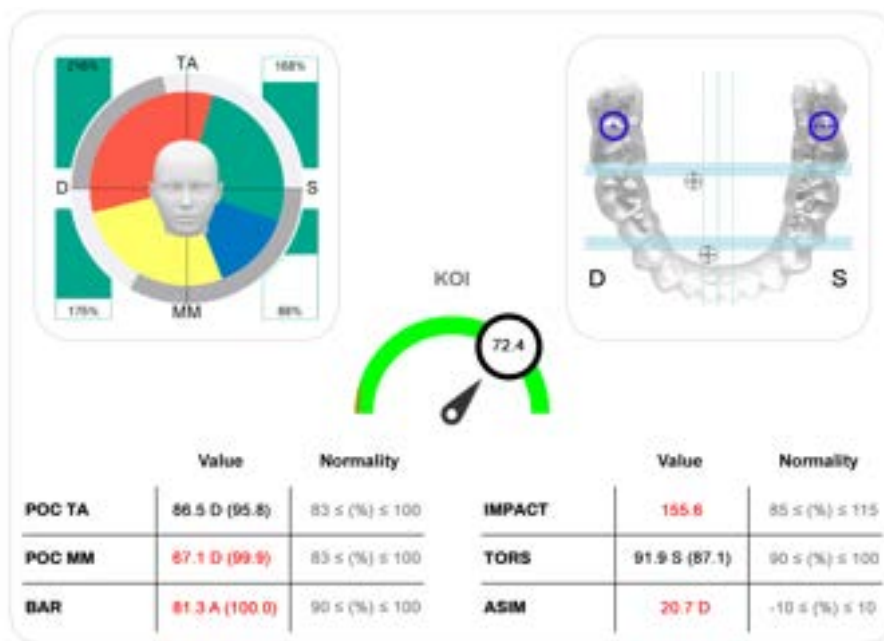 TA
168%
D
S
175%
88%
MM
D
S
KOI
72.4
Value
Normality
POC TA
86.5 D (95.8)
83 ≤ (%) ≤ 100
POC MM
67.1 D (99.9)
83 ≤ (%) ≤ 100
BAR
81.3 A (100.0)
90 ≤ (%) ≤ 100
Value
Normality
IMPACT
155.6
85 ≤ (%) ≤ 115
TORS
91.9 S (87.1)
90 ≤ (%) ≤ 100
ASIM
20.7 D
-10 ≤ (%) ≤ 10